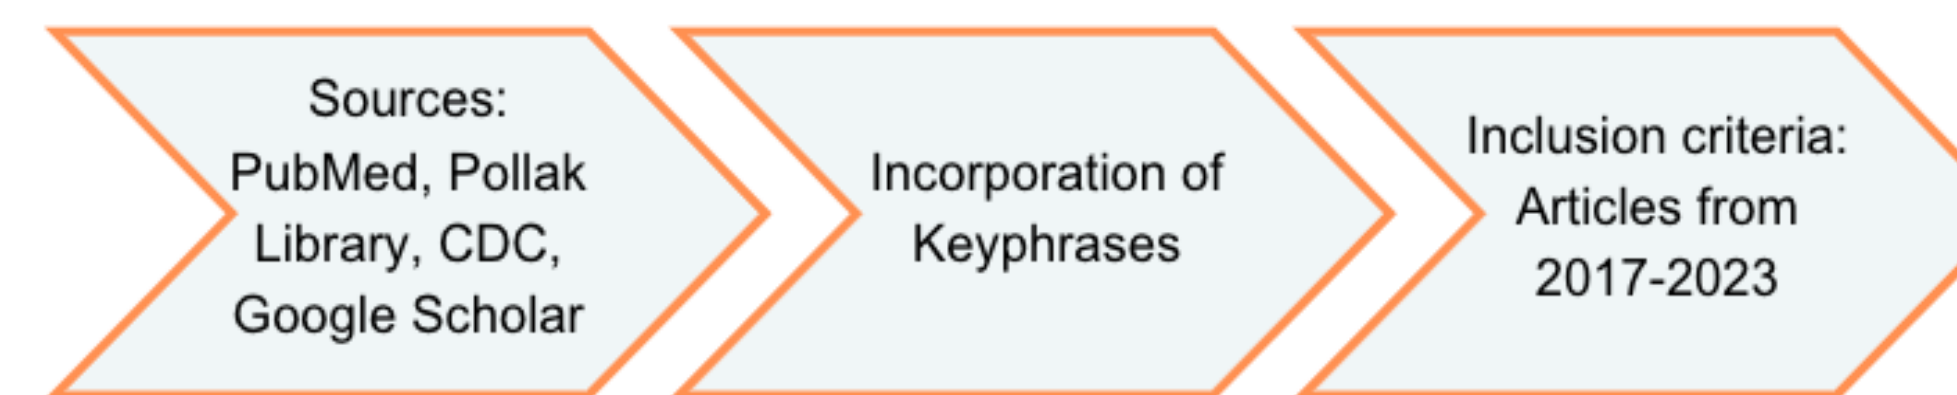 Sources:
PubMed, Pollak
Library, CDC,
Google Scholar
Incorporation of
Keyphrases
Inclusion criteria:
Articles from
2017-2023